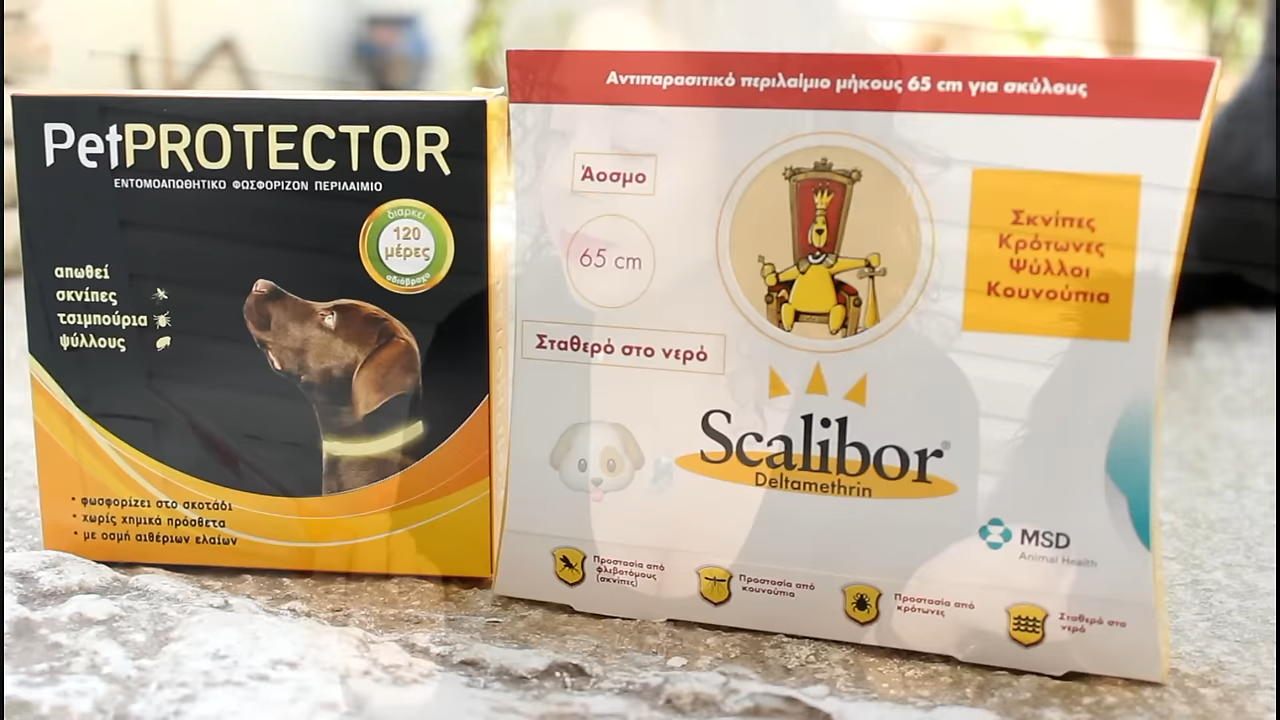 PetPROTECTOR
ΕΝΤΟΜΟΑΠΩΘΗΤΙΚΟ ΦΩΣΦΟΡΙΖΟΝ ΠΕΡΙΛΑΙΜΙΟ
διαρκεί
120
μέρες
αδιάβροχο
απωθεί
σκνίπες
τσιμπούρια
ψύλλους
• φωσφορίζει στο σκοτάδι
• χωρίς χημικά πρόσθετα
• με οσμή αιθέριων ελαίων
Αντιπαρασιτικό περιλαίμιο μήκους 65 cm για σκύλους
Άοσμο
65 cm
Σταθερό στο νερό
Σκνίπες
Κρότωνες
Ψύλλοι
Κουνούπια
Scalibor®
Deltamethrin
MSD
Animal Health
Προστασία από
φλεβοτόμους
(σκνίπες)
Προστασία από
κουνούπια
Προστασία από
κρότωνες
Σταθερό στο
νερό